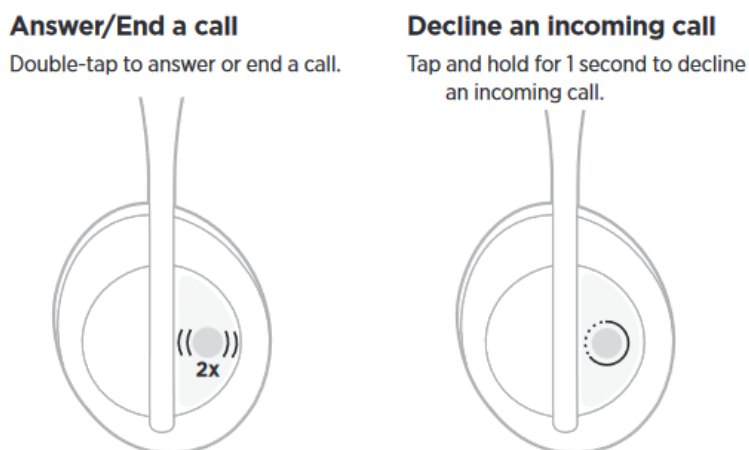 Answer/End a call
Double-tap to answer or end a call.
2x
Decline an incoming call
Tap and hold for 1 second to decline
an incoming call.